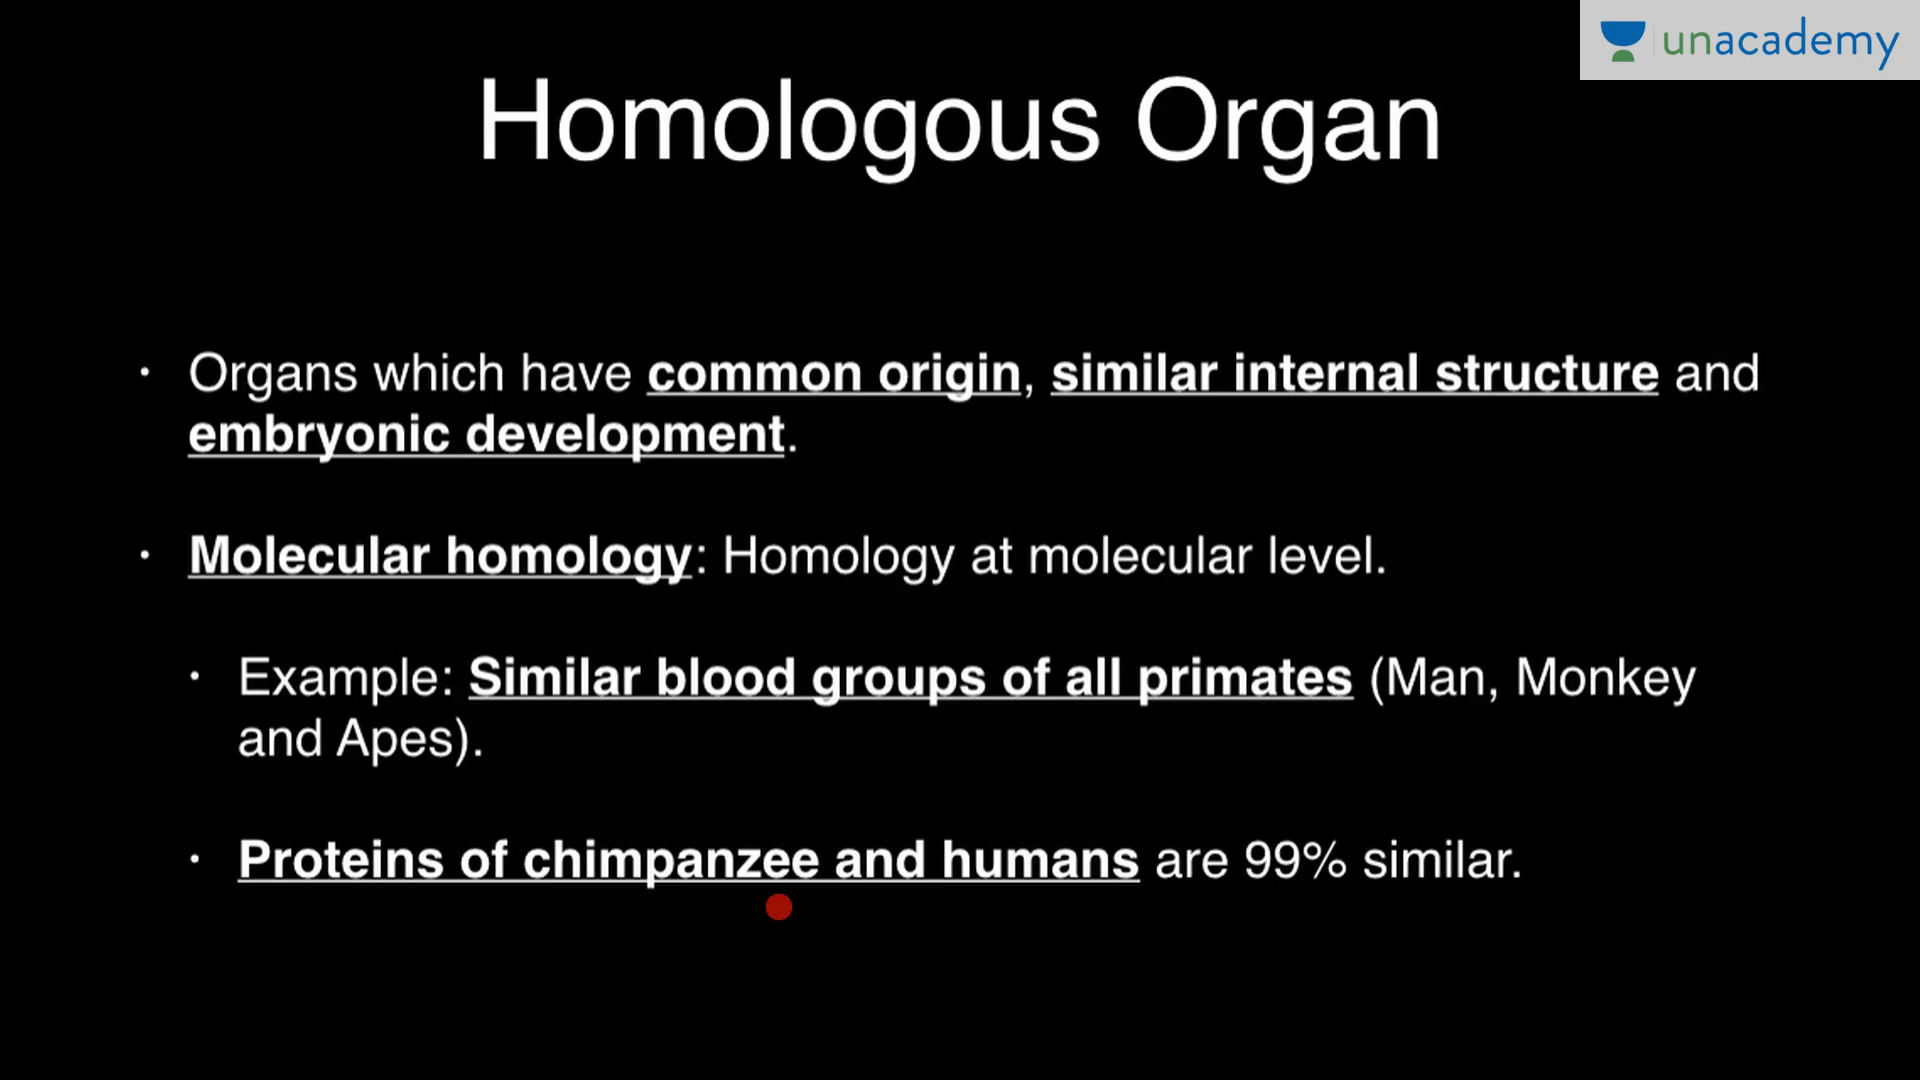 unacademy
Homologous Organ
• Organs which have common origin, similar internal structure and
embryonic development.
• Molecular homology: Homology at molecular level.
• Example: Similar blood groups of all primates (Man, Monkey
and Apes).
• Proteins of chimpanzee and humans are 99% similar.